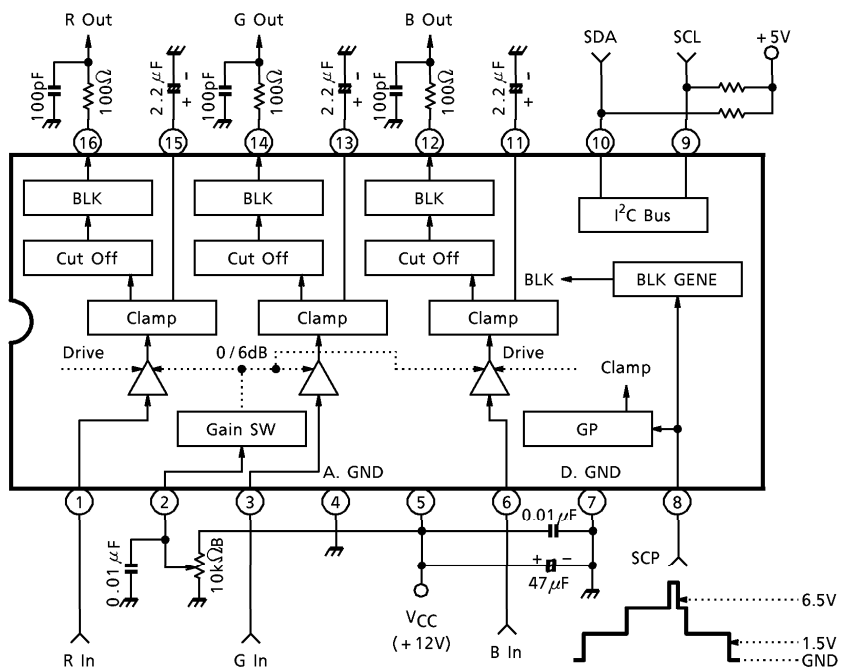 R Out G Out B Out
SDA SCL +5V
100pF 100Ω 2.2μF - + 100pF 100Ω 2.2μF - + 100pF 100Ω 2.2μF - +
16 15 14 13 12 11 10 9
BLK BLK BLK I²C Bus
Cut Off Cut Off Cut Off
BLK BLK GENE
Clamp Clamp Clamp
Drive 0/6dB Drive
Clamp
Gain SW GP
A. GND D. GND
1 2 3 4 5 6 7 8
0.01μF 10kΩB 0.01μF
+ -
47μF
SCP
VCC
(+12V)
6.5V
1.5V
GND
R In G In B In